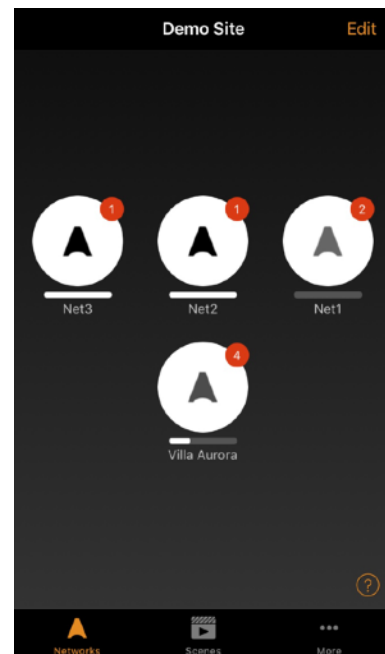 Demo Site Edit
1 1 2
Net3 Net2 Net1
4
Villa Aurora
?
Networks Scenes More